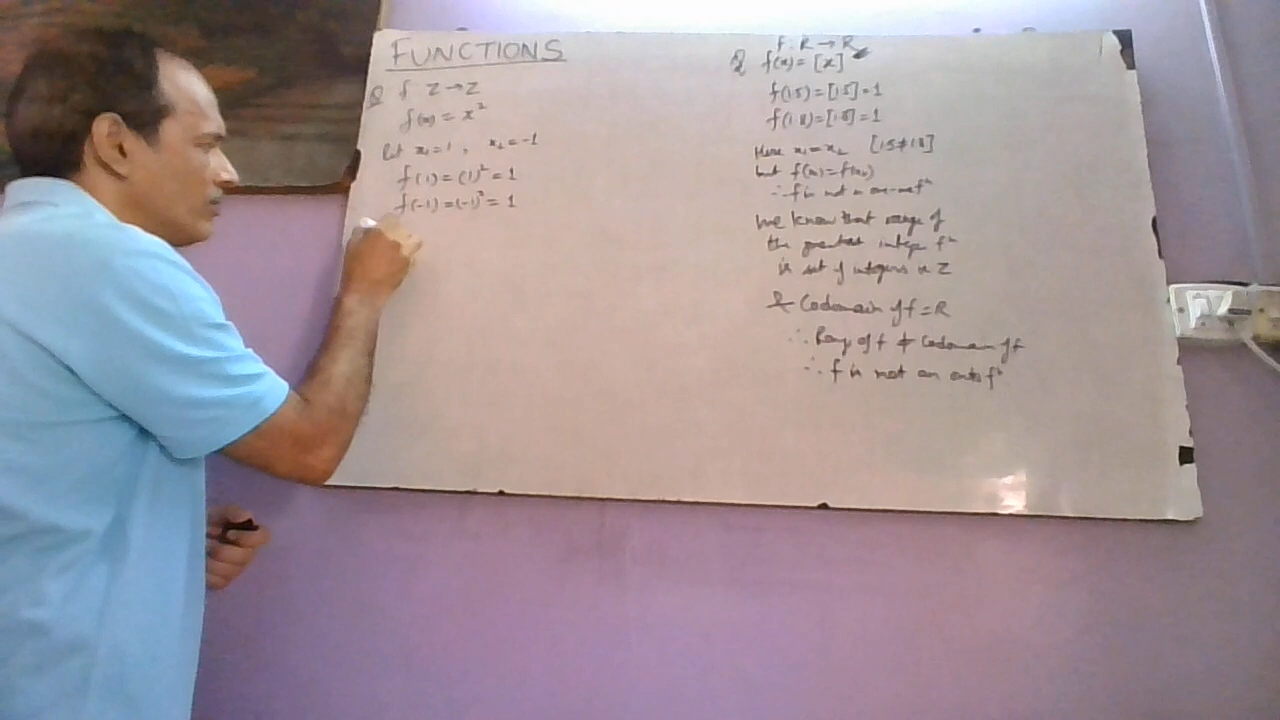 FUNCTIONS
Q f Z→Z
f(x) = x²
let x₁=1, x₂=-1
f(1) = (1)² = 1
f(-1) = (-1)² = 1
f: R→R
Q f(x) = [x]
f(1.5) = [1.5] = 1
f(1.8) = [1.8] = 1
Here x₁≠x₂ [1.5≠1.8]
but f(x₁)=f(x₂)
∴ f is not a one-one fⁿ
We know that range of
the greatest integer fⁿ
is set of integers is Z
& Codomain of f = R
∴ Range of f ≠ Codomain of f
∴ f is not an onto fⁿ